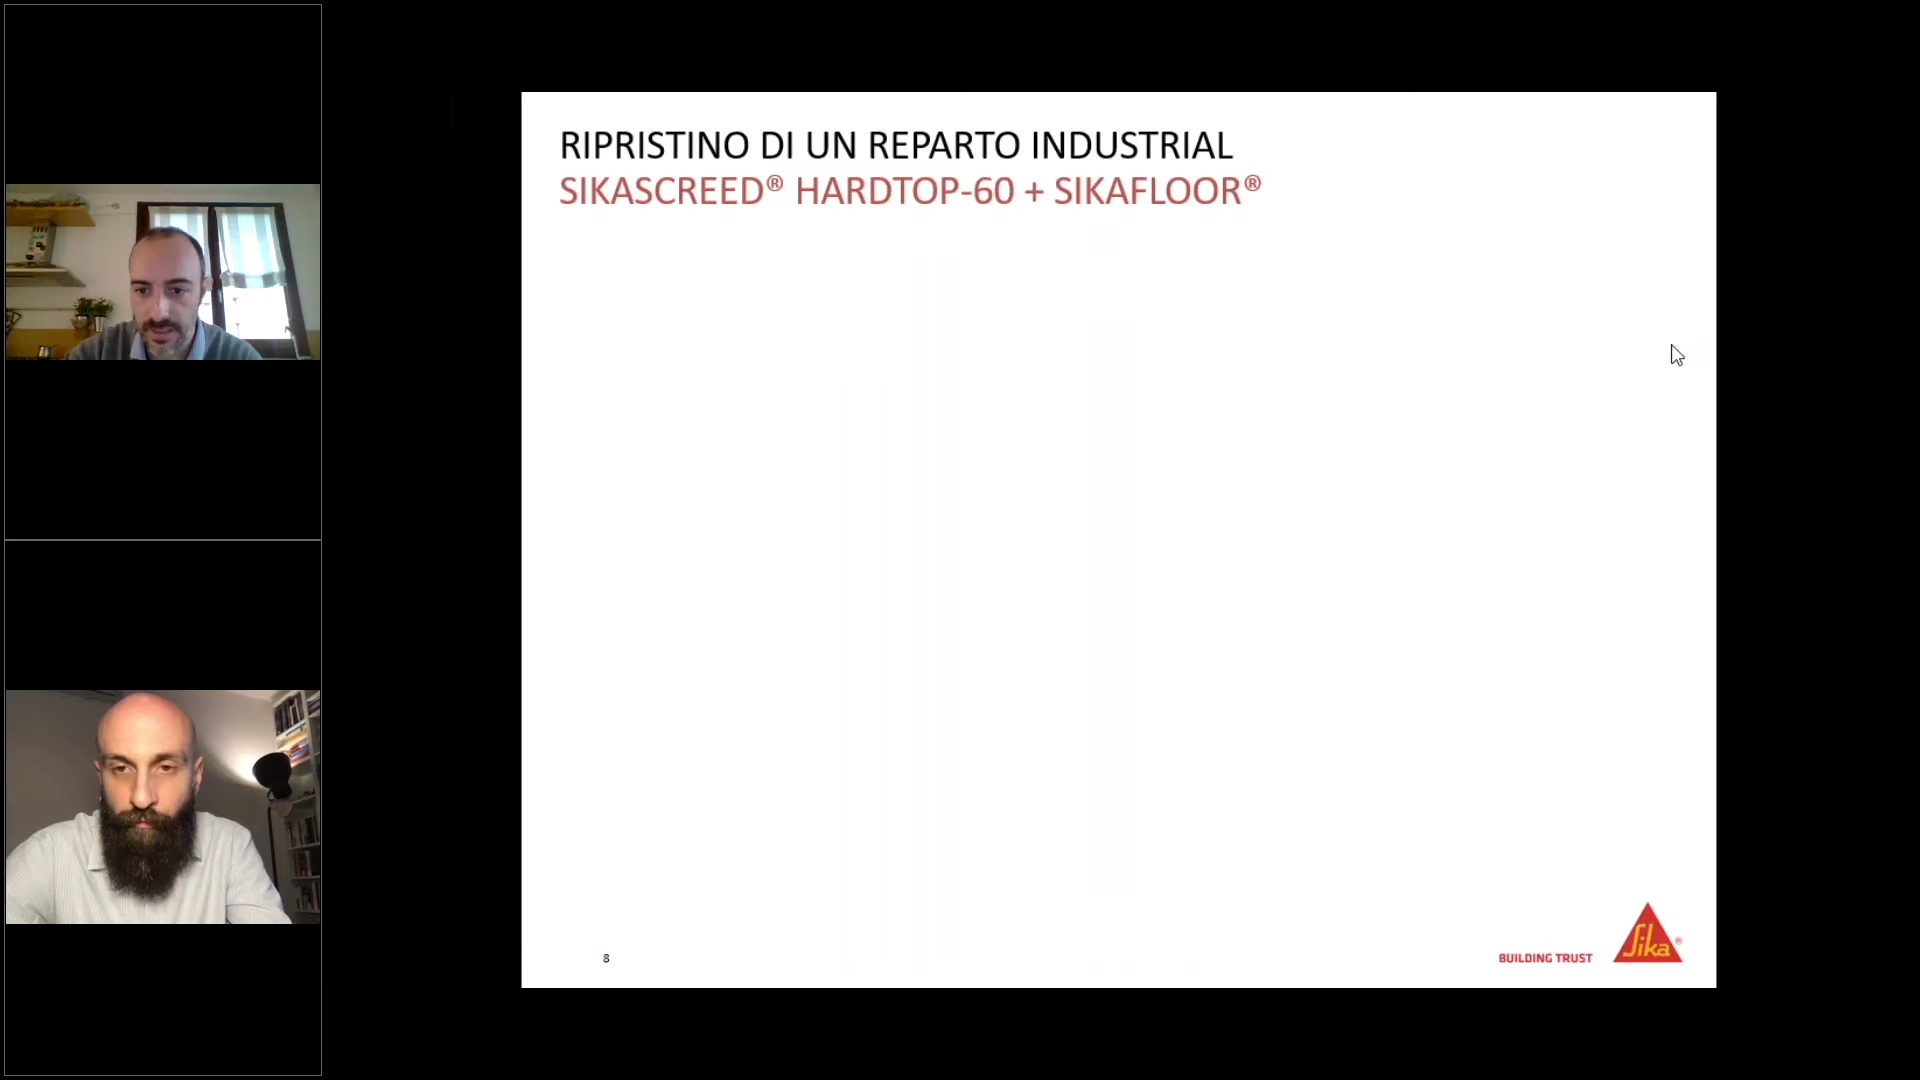 RIPRISTINO DI UN REPARTO INDUSTRIAL
SIKASCREED® HARDTOP-60 + SIKAFLOOR®
8
BUILDING TRUST
Sika®